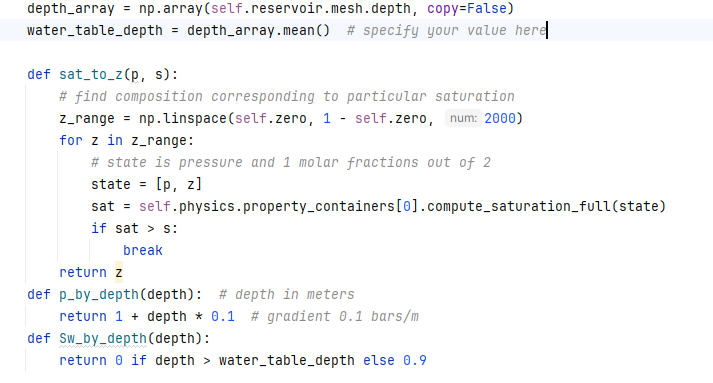 depth_array = np.array(self.reservoir.mesh.depth, copy=False)
water_table_depth = depth_array.mean()  # specify your value here

def sat_to_z(p, s):
    # find composition corresponding to particular saturation
    z_range = np.linspace(self.zero, 1 - self.zero, num: 2000)
    for z in z_range:
        # state is pressure and 1 molar fractions out of 2
        state = [p, z]
        sat = self.physics.property_containers[0].compute_saturation_full(state)
        if sat > s:
            break
    return z
def p_by_depth(depth):  # depth in meters
    return 1 + depth * 0.1  # gradient 0.1 bars/m
def Sw_by_depth(depth):
    return 0 if depth > water_table_depth else 0.9